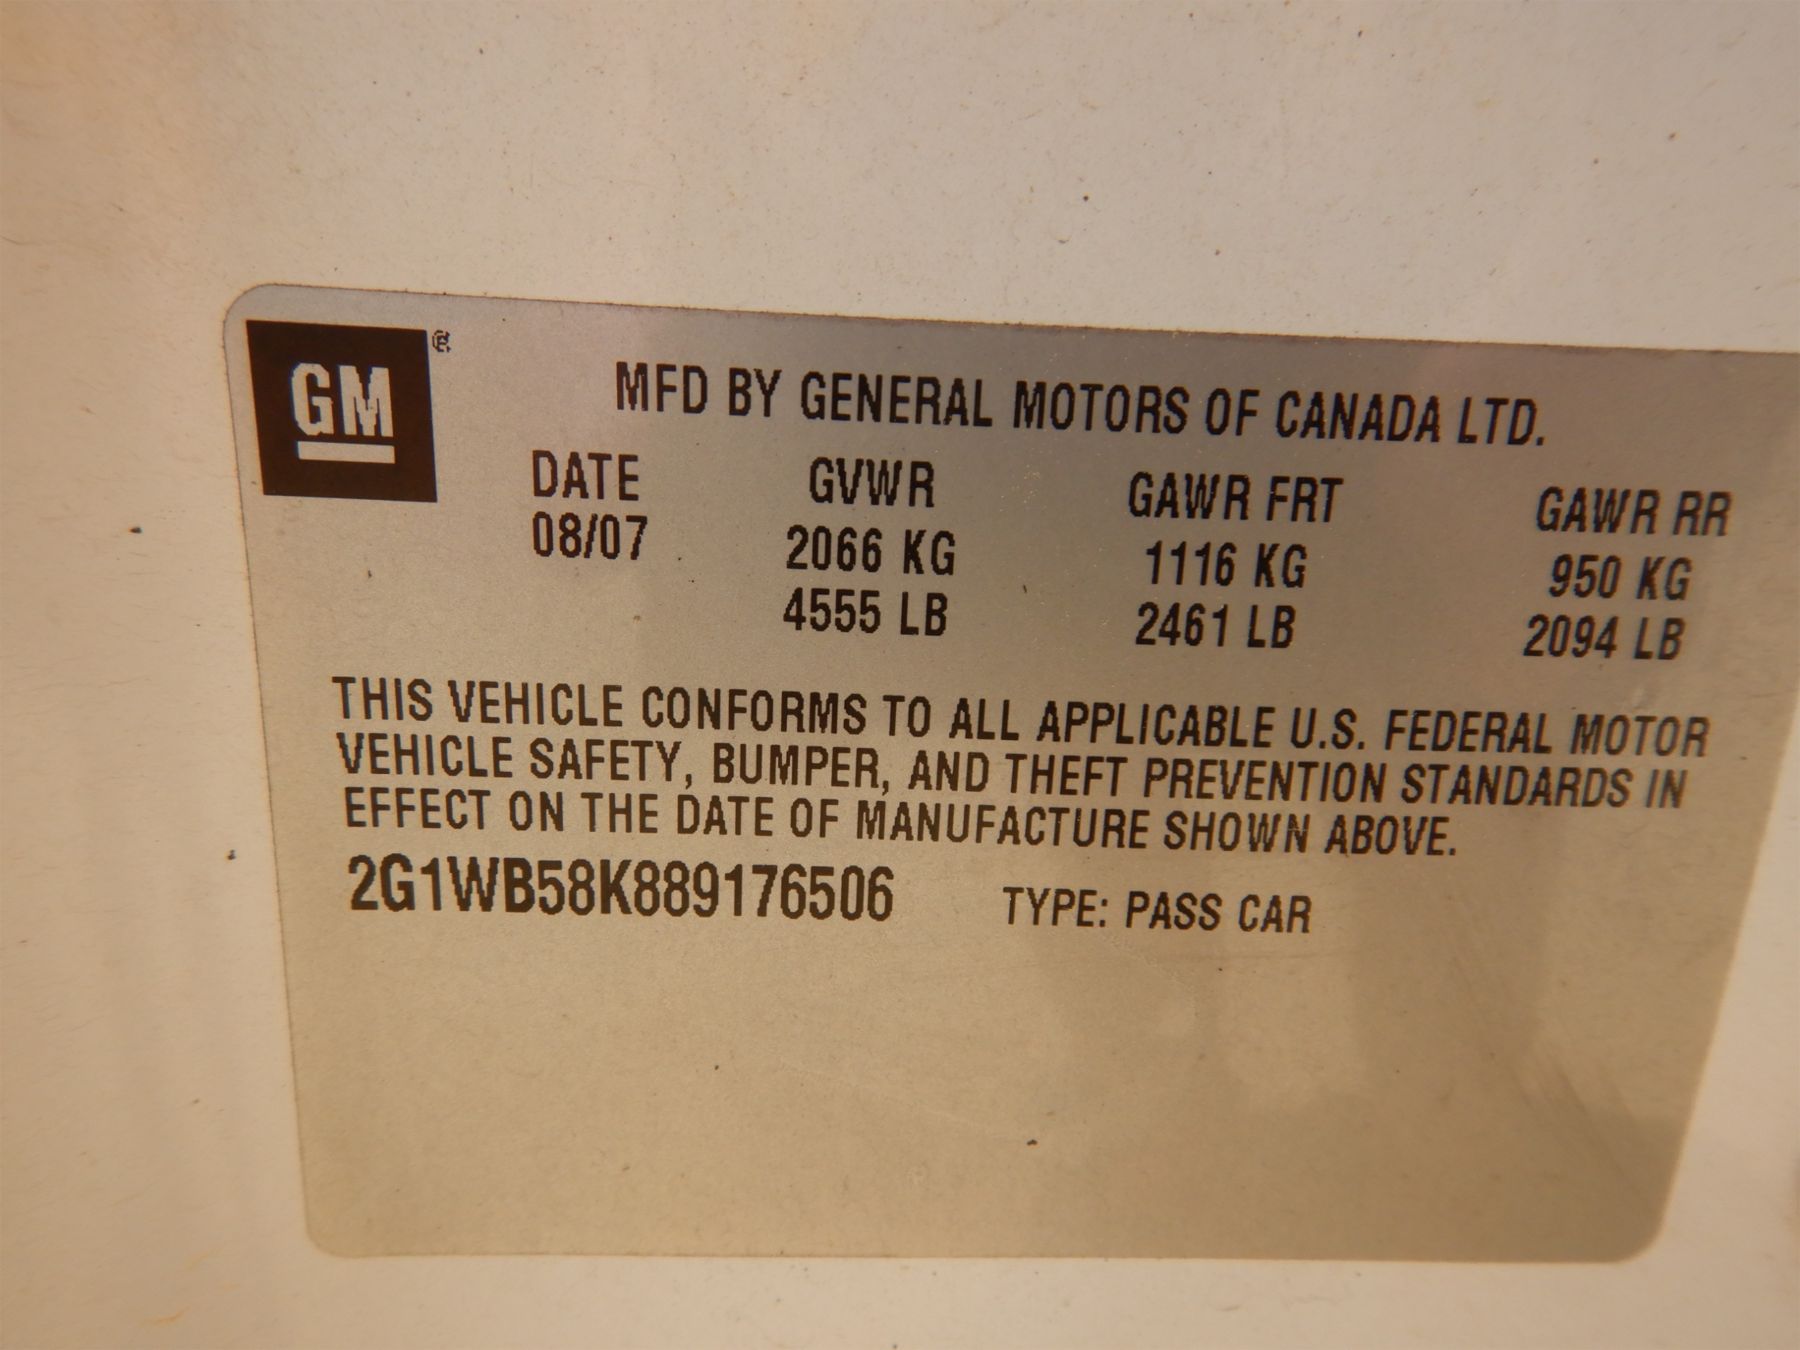 GM
MFD BY GENERAL MOTORS OF CANADA LTD.
DATE GVWR GAWR FRT GAWR RR
08/07 2066 KG 1116 KG 950 KG
4555 LB 2461 LB 2094 LB
THIS VEHICLE CONFORMS TO ALL APPLICABLE U.S. FEDERAL MOTOR
VEHICLE SAFETY, BUMPER, AND THEFT PREVENTION STANDARDS IN
EFFECT ON THE DATE OF MANUFACTURE SHOWN ABOVE.
2G1WB58K889176506 TYPE: PASS CAR